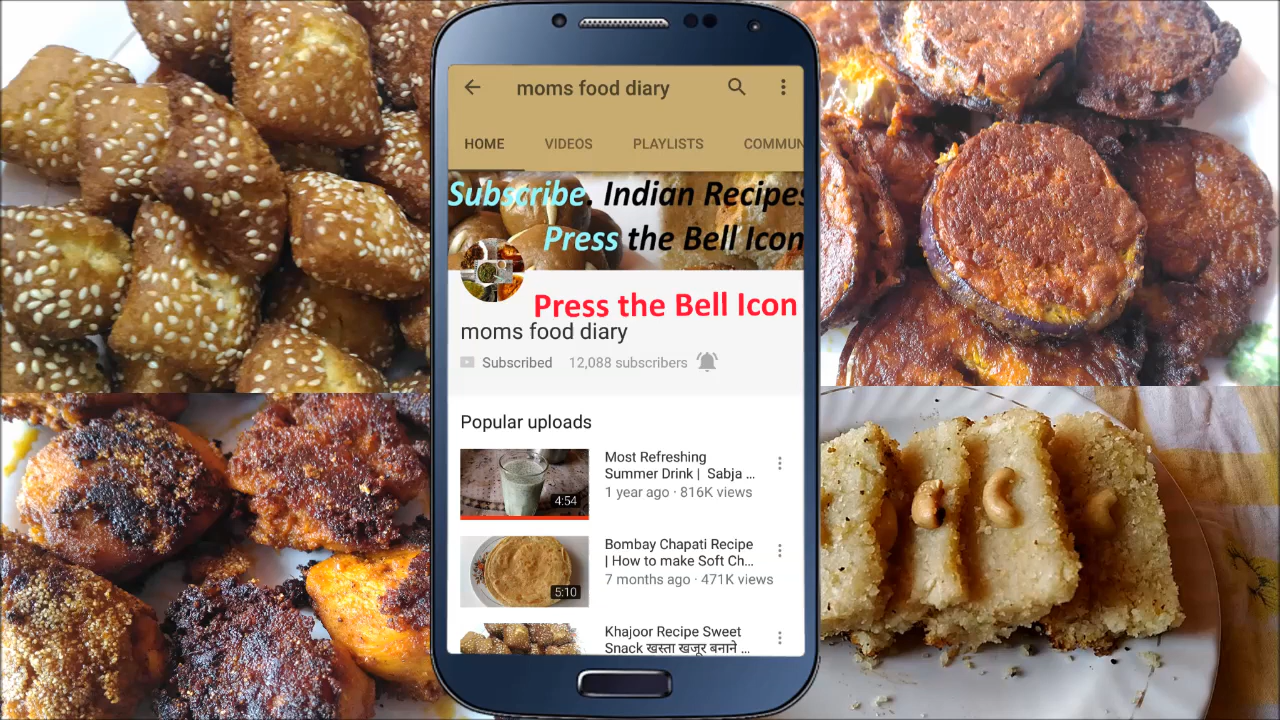 moms food diary
HOME VIDEOS PLAYLISTS COMMUN
Subscribe. Indian Recipes
Press the Bell Icon
Press the Bell Icon
moms food diary
Subscribed 12,088 subscribers
Popular uploads
Most Refreshing
Summer Drink | Sabja ...
1 year ago · 816K views
4:54
Bombay Chapati Recipe
| How to make Soft Ch...
7 months ago · 471K views
5:10
Khajoor Recipe Sweet
Snack खस्ता खजूर बनाने ...